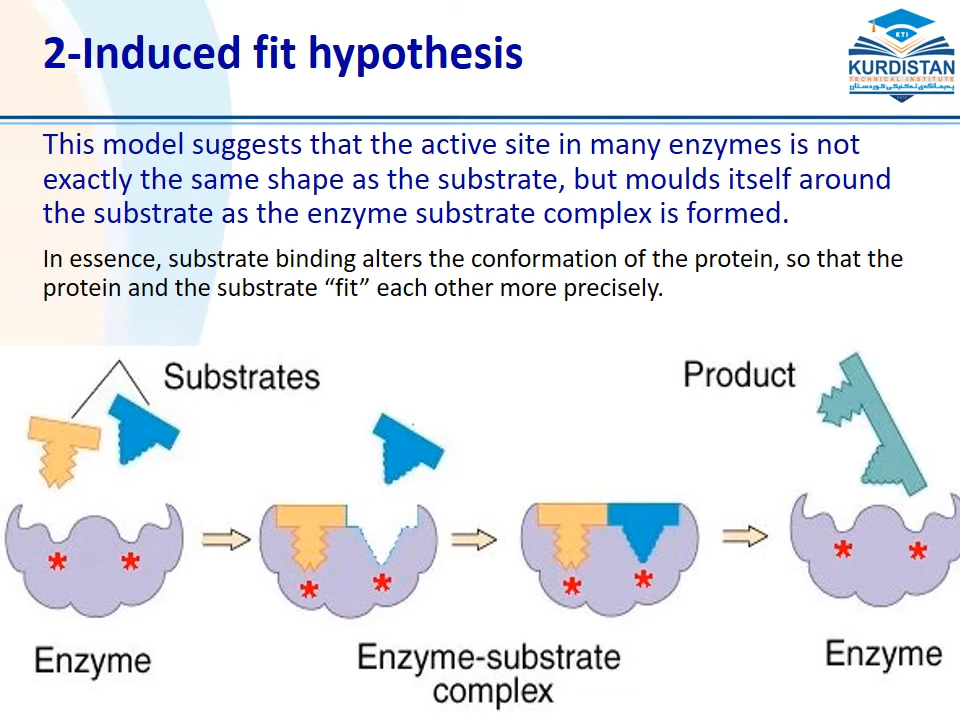 2-Induced fit hypothesis
KTI
KURDISTAN
TECHNICAL INSTITUTE
پەیمانگەی تەکنیکی کوردستان
This model suggests that the active site in many enzymes is not
exactly the same shape as the substrate, but moulds itself around
the substrate as the enzyme substrate complex is formed.
In essence, substrate binding alters the conformation of the protein, so that the
protein and the substrate “fit” each other more precisely.
Substrates
Product
* *
* *
* *
* *
Enzyme
Enzyme-substrate
complex
Enzyme